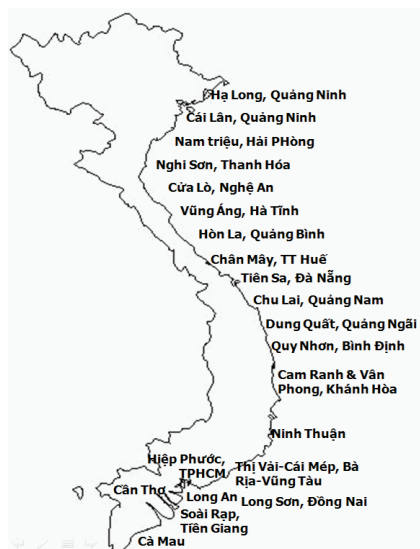 Hạ Long, Quảng Ninh
Cái Lân, Quảng Ninh
Nam triệu, Hải PHòng
Nghi Sơn, Thanh Hóa
Cửa Lò, Nghệ An
Vũng Áng, Hà Tĩnh
Hòn La, Quảng Bình
Chân Mây, TT Huế
Tiên Sa, Đà Nẵng
Chu Lai, Quảng Nam
Dung Quất, Quảng Ngãi
Quy Nhơn, Bình Định
Cam Ranh & Vân
Phong, Khánh Hòa
Ninh Thuận
Hiệp Phước,
TPHCM
Thị Vải-Cái Mép, Bà
Rịa-Vũng Tàu
Cần Thơ
Long An
Long Sơn, Đồng Nai
Soài Rạp,
Tiền Giang
Cà Mau